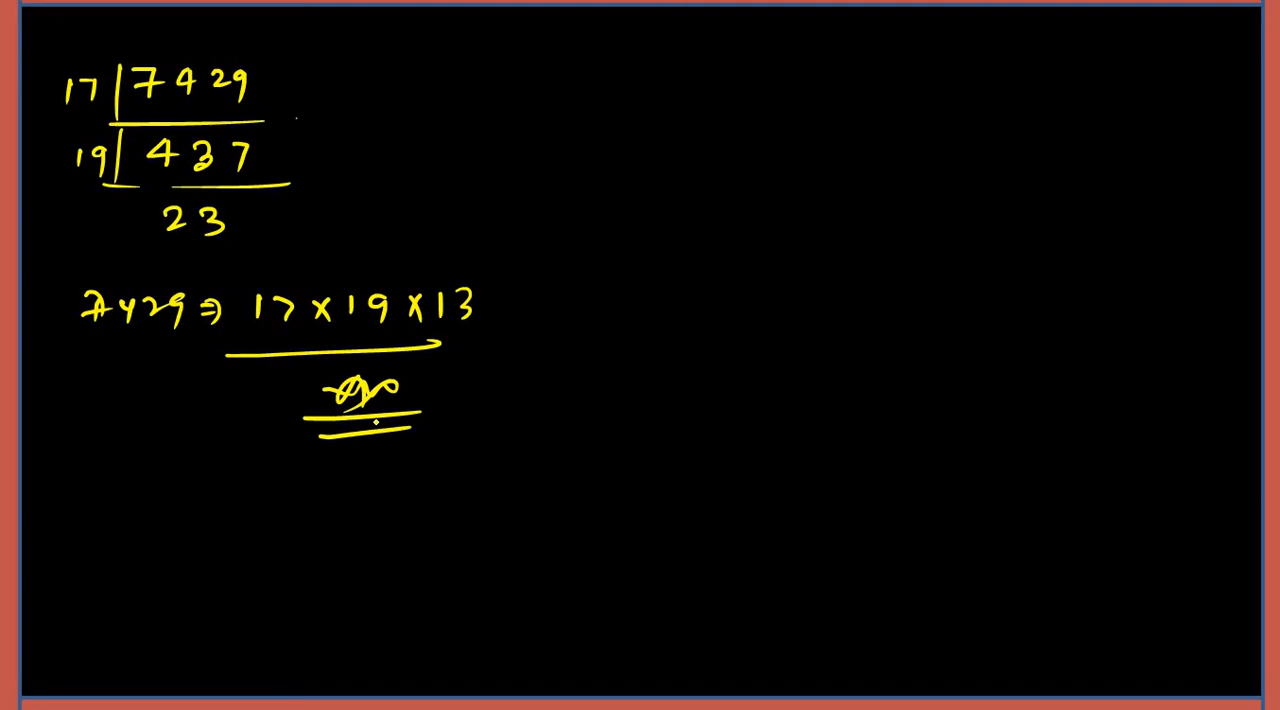 17 | 7429
19 | 437
23
7429 ⇒ 17 × 19 × 13